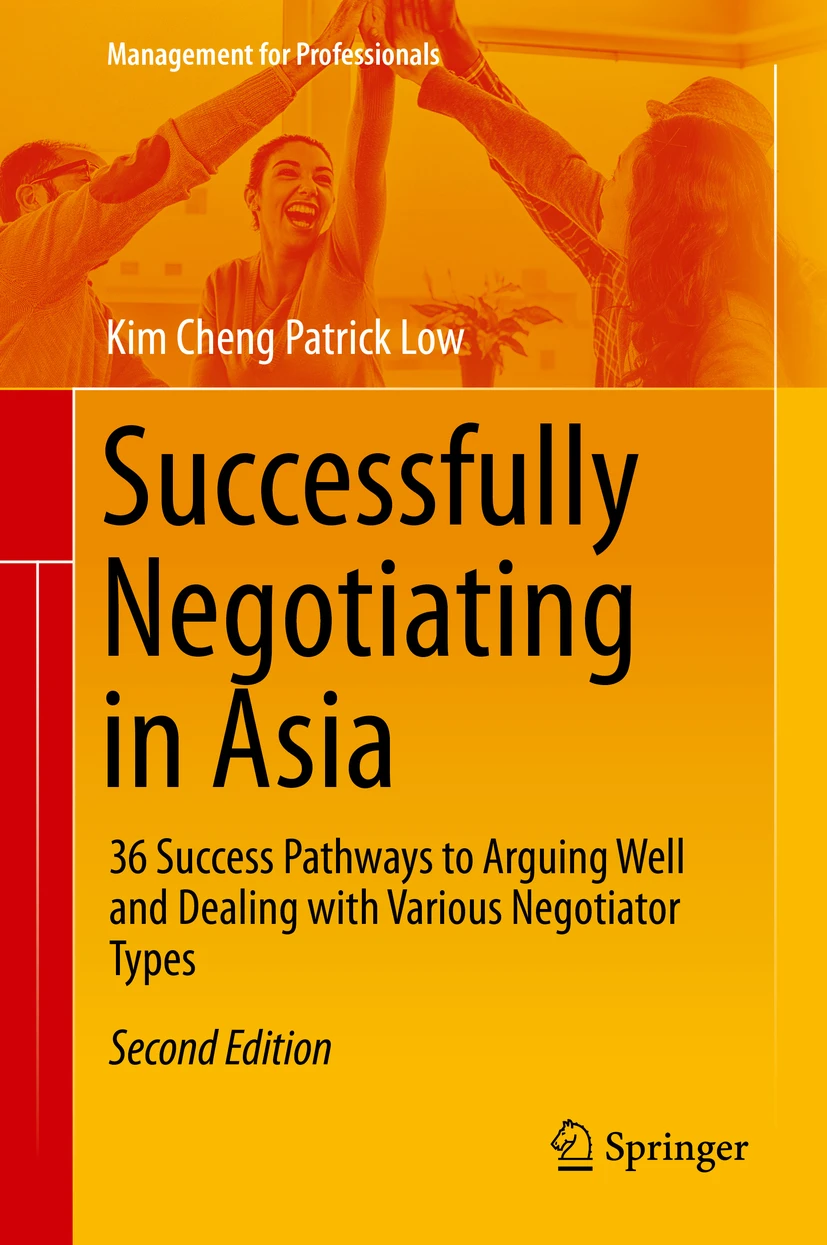 Management for Professionals
Kim Cheng Patrick Low
Successfully
Negotiating
in Asia
36 Success Pathways to Arguing Well
and Dealing with Various Negotiator
Types
Second Edition
Springer